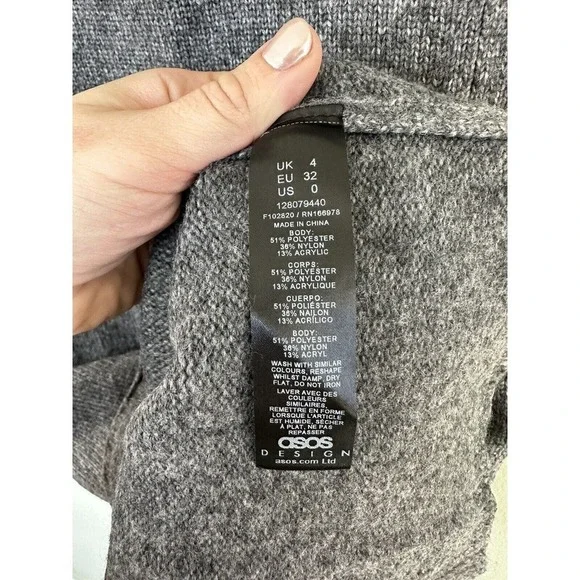 UK 4
EU 32
US 0
128079440
F102820 / RN166978
MADE IN CHINA
BODY:
51% POLYESTER
36% NYLON
13% ACRYLIC
CORPS:
51% POLYESTER
36% NYLON
13% ACRYLIQUE
CUERPO:
51% POLIÉSTER
36% NAILON
13% ACRÍLICO
BODY:
51% POLYESTER
36% NYLON
13% ACRYL
WASH WITH SIMILAR
COLOURS, RESHAPE
WHILST DAMP, DRY
FLAT, DO NOT IRON
LAVER AVEC DES
COULEURS
SIMILAIRES,
REMETTRE EN FORME
LORSQUE L'ARTICLE
EST HUMIDE, SÉCHER
À PLAT, NE PAS
REPASSER
asos
DESIGN
asos.com Ltd